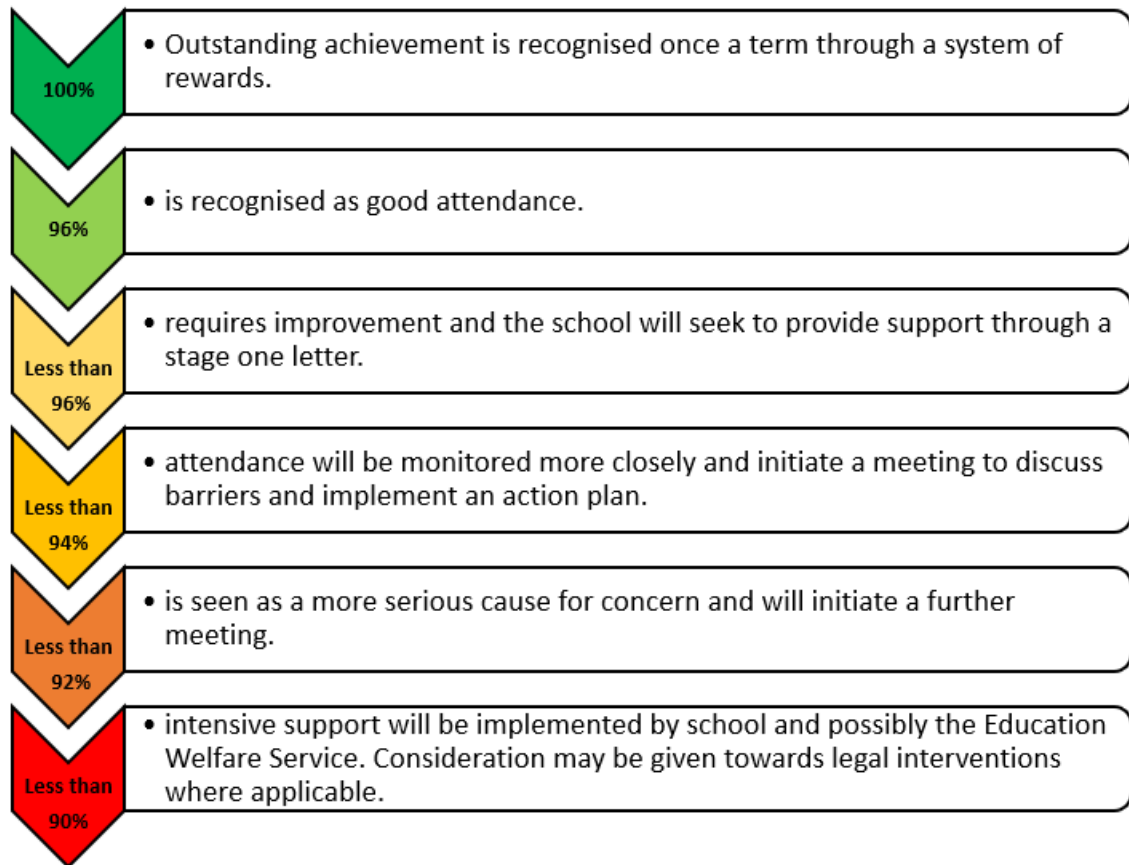 100%
• Outstanding achievement is recognised once a term through a system of
rewards.
96%
• is recognised as good attendance.
Less than
96%
• requires improvement and the school will seek to provide support through a
stage one letter.
Less than
94%
• attendance will be monitored more closely and initiate a meeting to discuss
barriers and implement an action plan.
Less than
92%
• is seen as a more serious cause for concern and will initiate a further
meeting.
Less than
90%
• intensive support will be implemented by school and possibly the Education
Welfare Service. Consideration may be given towards legal interventions
where applicable.